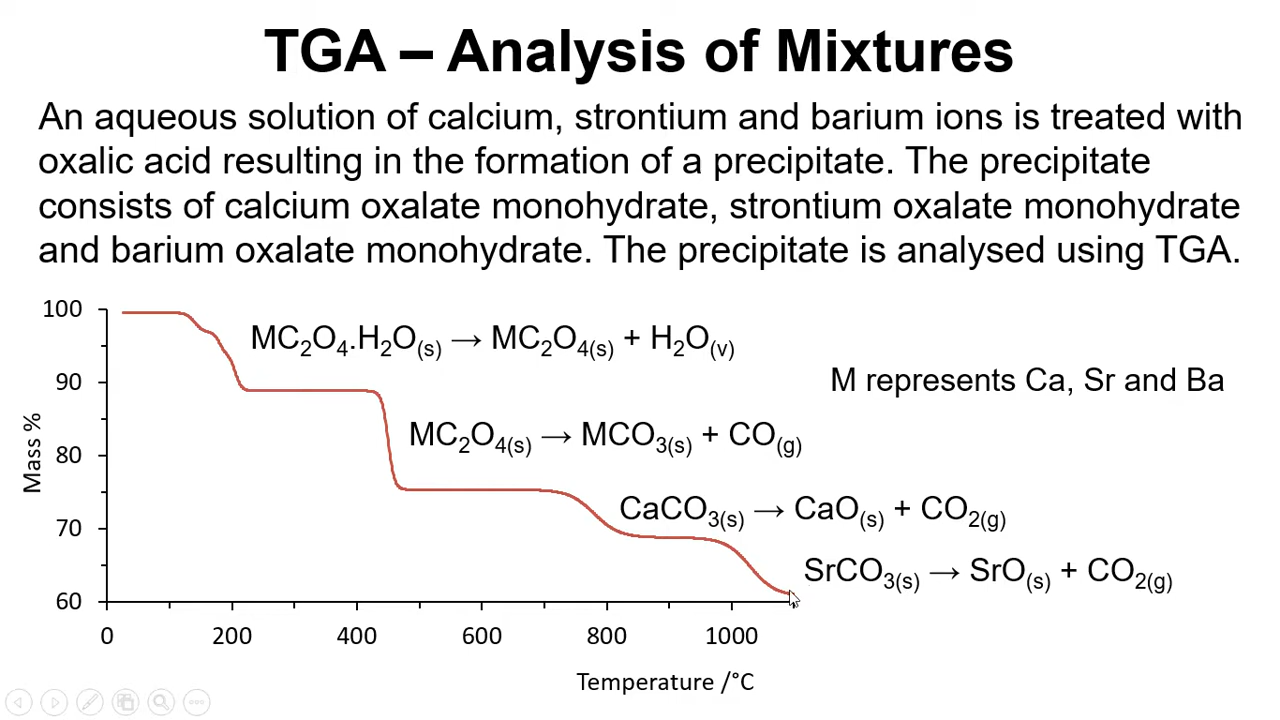 TGA – Analysis of Mixtures
An aqueous solution of calcium, strontium and barium ions is treated with
oxalic acid resulting in the formation of a precipitate. The precipitate
consists of calcium oxalate monohydrate, strontium oxalate monohydrate
and barium oxalate monohydrate. The precipitate is analysed using TGA.
100
MC₂O₄.H₂O₍s₎ → MC₂O₄₍s₎ + H₂O₍v₎
M represents Ca, Sr and Ba
90
Mass %
MC₂O₄₍s₎ → MCO₃₍s₎ + CO₍g₎
80
CaCO₃₍s₎ → CaO₍s₎ + CO₂₍g₎
70
SrCO₃₍s₎ → SrO₍s₎ + CO₂₍g₎
60
0 200 400 600 800 1000
Temperature /°C